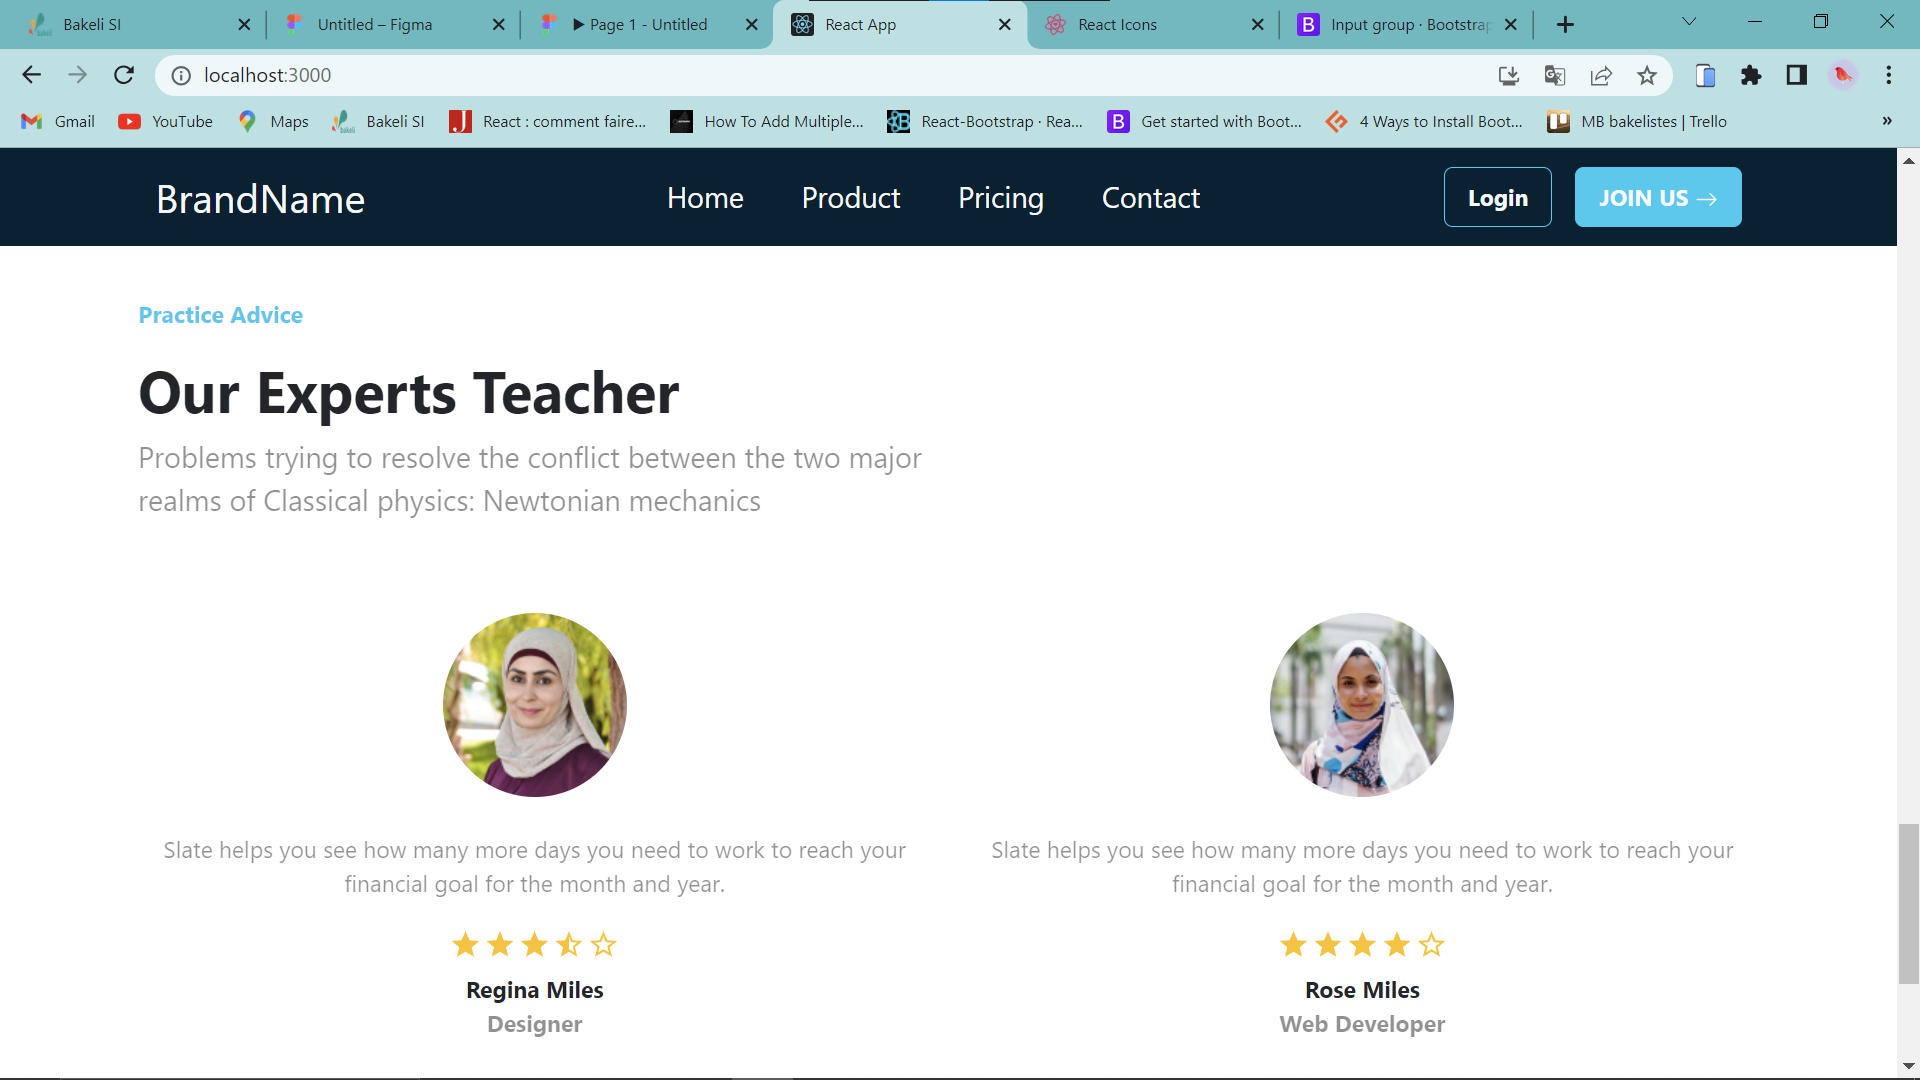 Bakeli SI
Untitled – Figma
Page 1 - Untitled
React App
React Icons
Input group · Bootstrap
localhost:3000
Gmail
YouTube
Maps
Bakeli SI
React : comment faire...
How To Add Multiple...
React-Bootstrap · Rea...
Get started with Boot...
4 Ways to Install Boot...
MB bakelistes | Trello
BrandName
Home
Product
Pricing
Contact
Login
JOIN US →
Practice Advice
Our Experts Teacher
Problems trying to resolve the conflict between the two major
realms of Classical physics: Newtonian mechanics
Slate helps you see how many more days you need to work to reach your
financial goal for the month and year.
Regina Miles
Designer
Slate helps you see how many more days you need to work to reach your
financial goal for the month and year.
Rose Miles
Web Developer